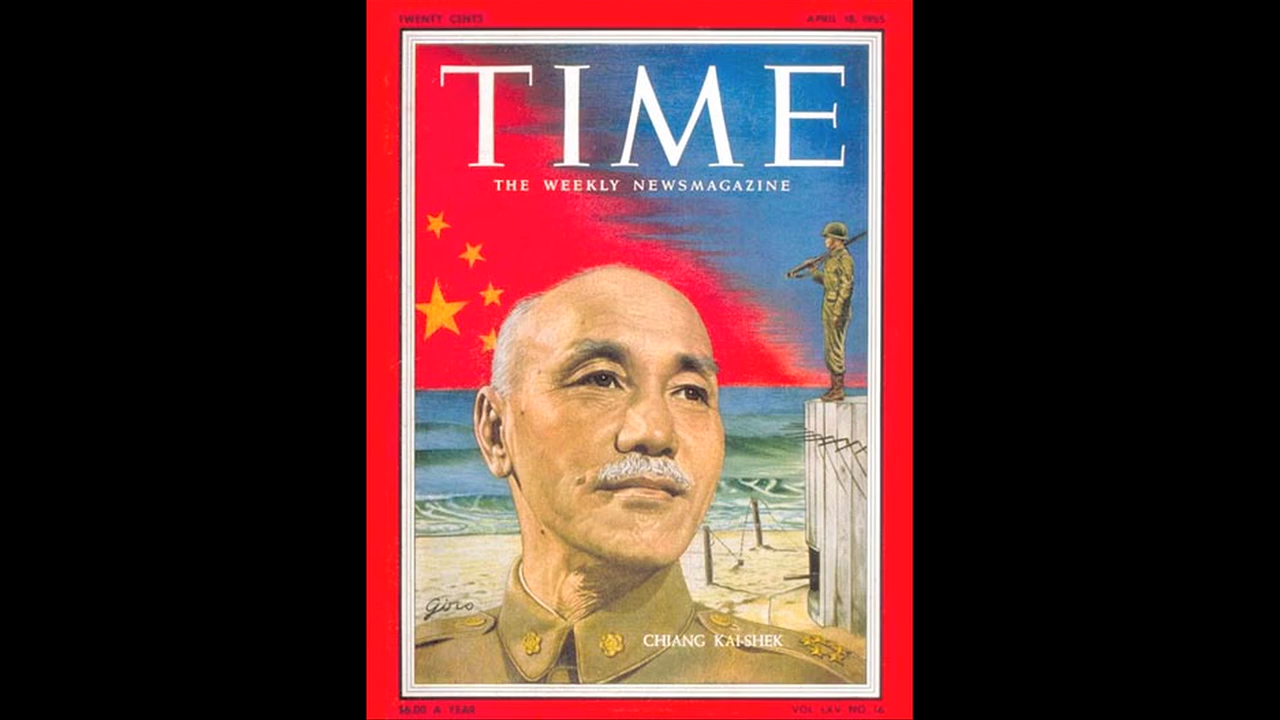 TWENTY CENTS
APRIL 18, 1955
TIME
THE WEEKLY NEWSMAGAZINE
Giro
CHIANG KAI-SHEK
$6.00 A YEAR
VOL. LXV NO. 16